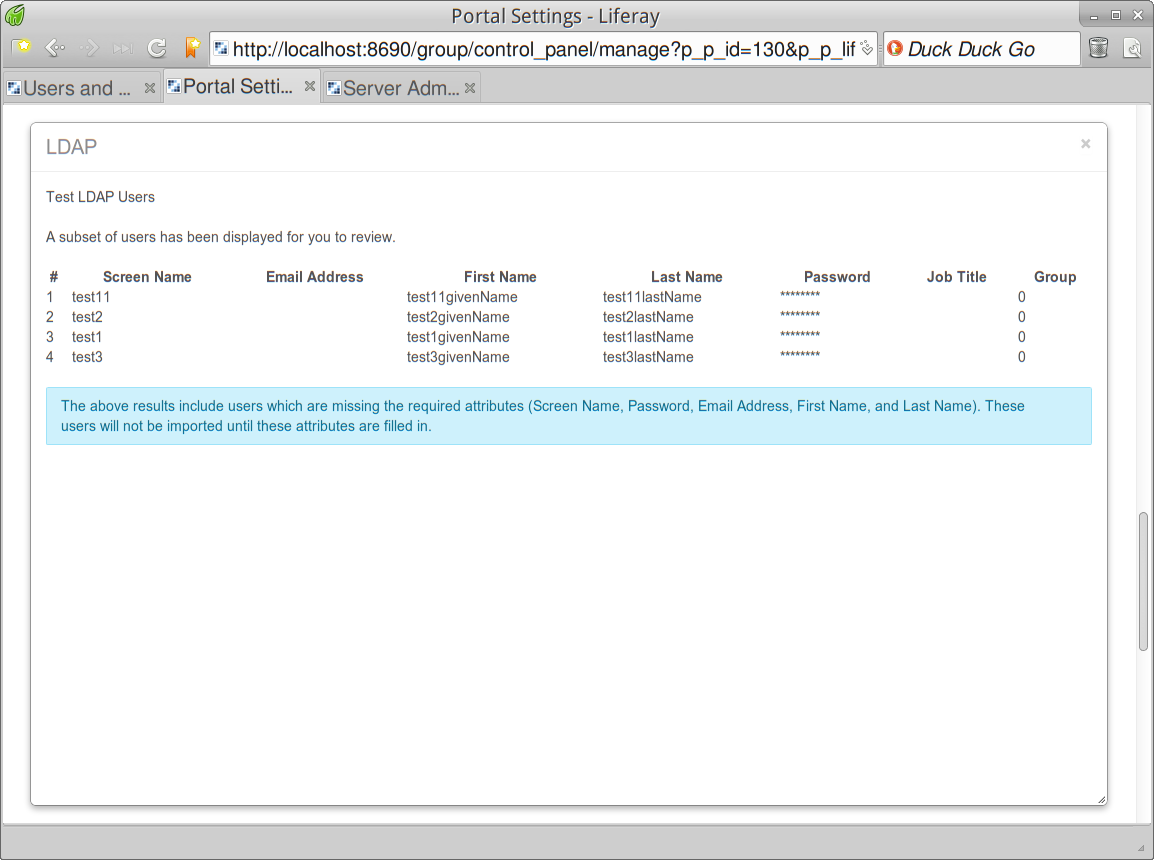 Portal Settings - Liferay
http://localhost:8690/group/control_panel/manage?p_p_id=130&p_p_lif
Duck Duck Go
Users and ... Portal Setti... Server Adm...
LDAP ×
Test LDAP Users
A subset of users has been displayed for you to review.
# Screen Name Email Address First Name Last Name Password Job Title Group
1 test11 test11givenName test11lastName ******** 0
2 test2 test2givenName test2lastName ******** 0
3 test1 test1givenName test1lastName ******** 0
4 test3 test3givenName test3lastName ******** 0
The above results include users which are missing the required attributes (Screen Name, Password, Email Address, First Name, and Last Name). These
users will not be imported until these attributes are filled in.